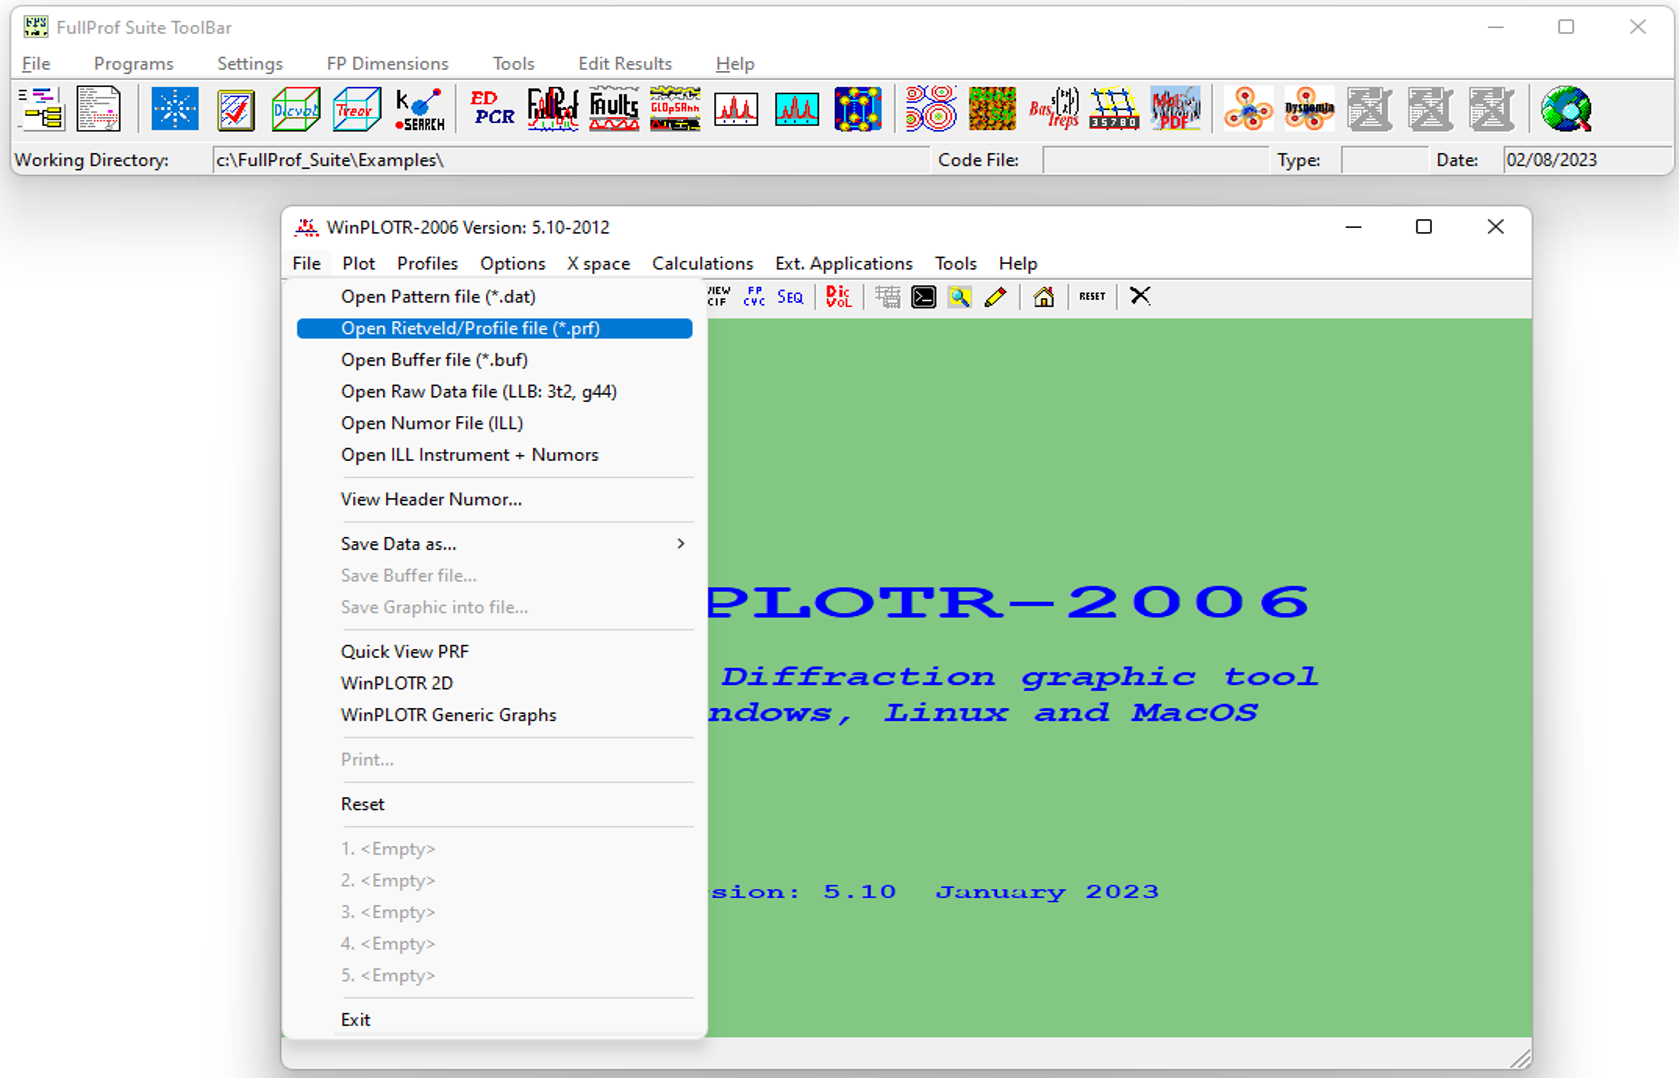 FullProf Suite ToolBar
File Programs Settings FP Dimensions Tools Edit Results Help
Dicvol Treor K SEARCH ED PCR FullProf Faults GlOpSAnn Bas Ireps 35780 Mol PDF Dysnomia
Working Directory: c:\FullProf_Suite\Examples\ Code File: Type: Date: 02/08/2023
WinPLOTR-2006 Version: 5.10-2012
File Plot Profiles Options X space Calculations Ext. Applications Tools Help
VIEW CIF FP CYC SEQ Dic VOL RESET
Open Pattern file (*.dat)
Open Rietveld/Profile file (*.prf)
Open Buffer file (*.buf)
Open Raw Data file (LLB: 3t2, g44)
Open Numor File (ILL)
Open ILL Instrument + Numors
View Header Numor...
Save Data as...
Save Buffer file...
Save Graphic into file...
Quick View PRF
WinPLOTR 2D
WinPLOTR Generic Graphs
Print...
Reset
1. <Empty>
2. <Empty>
3. <Empty>
4. <Empty>
5. <Empty>
Exit
PLOTR-2006
Diffraction graphic tool
ndows, Linux and MacOS
sion: 5.10 January 2023